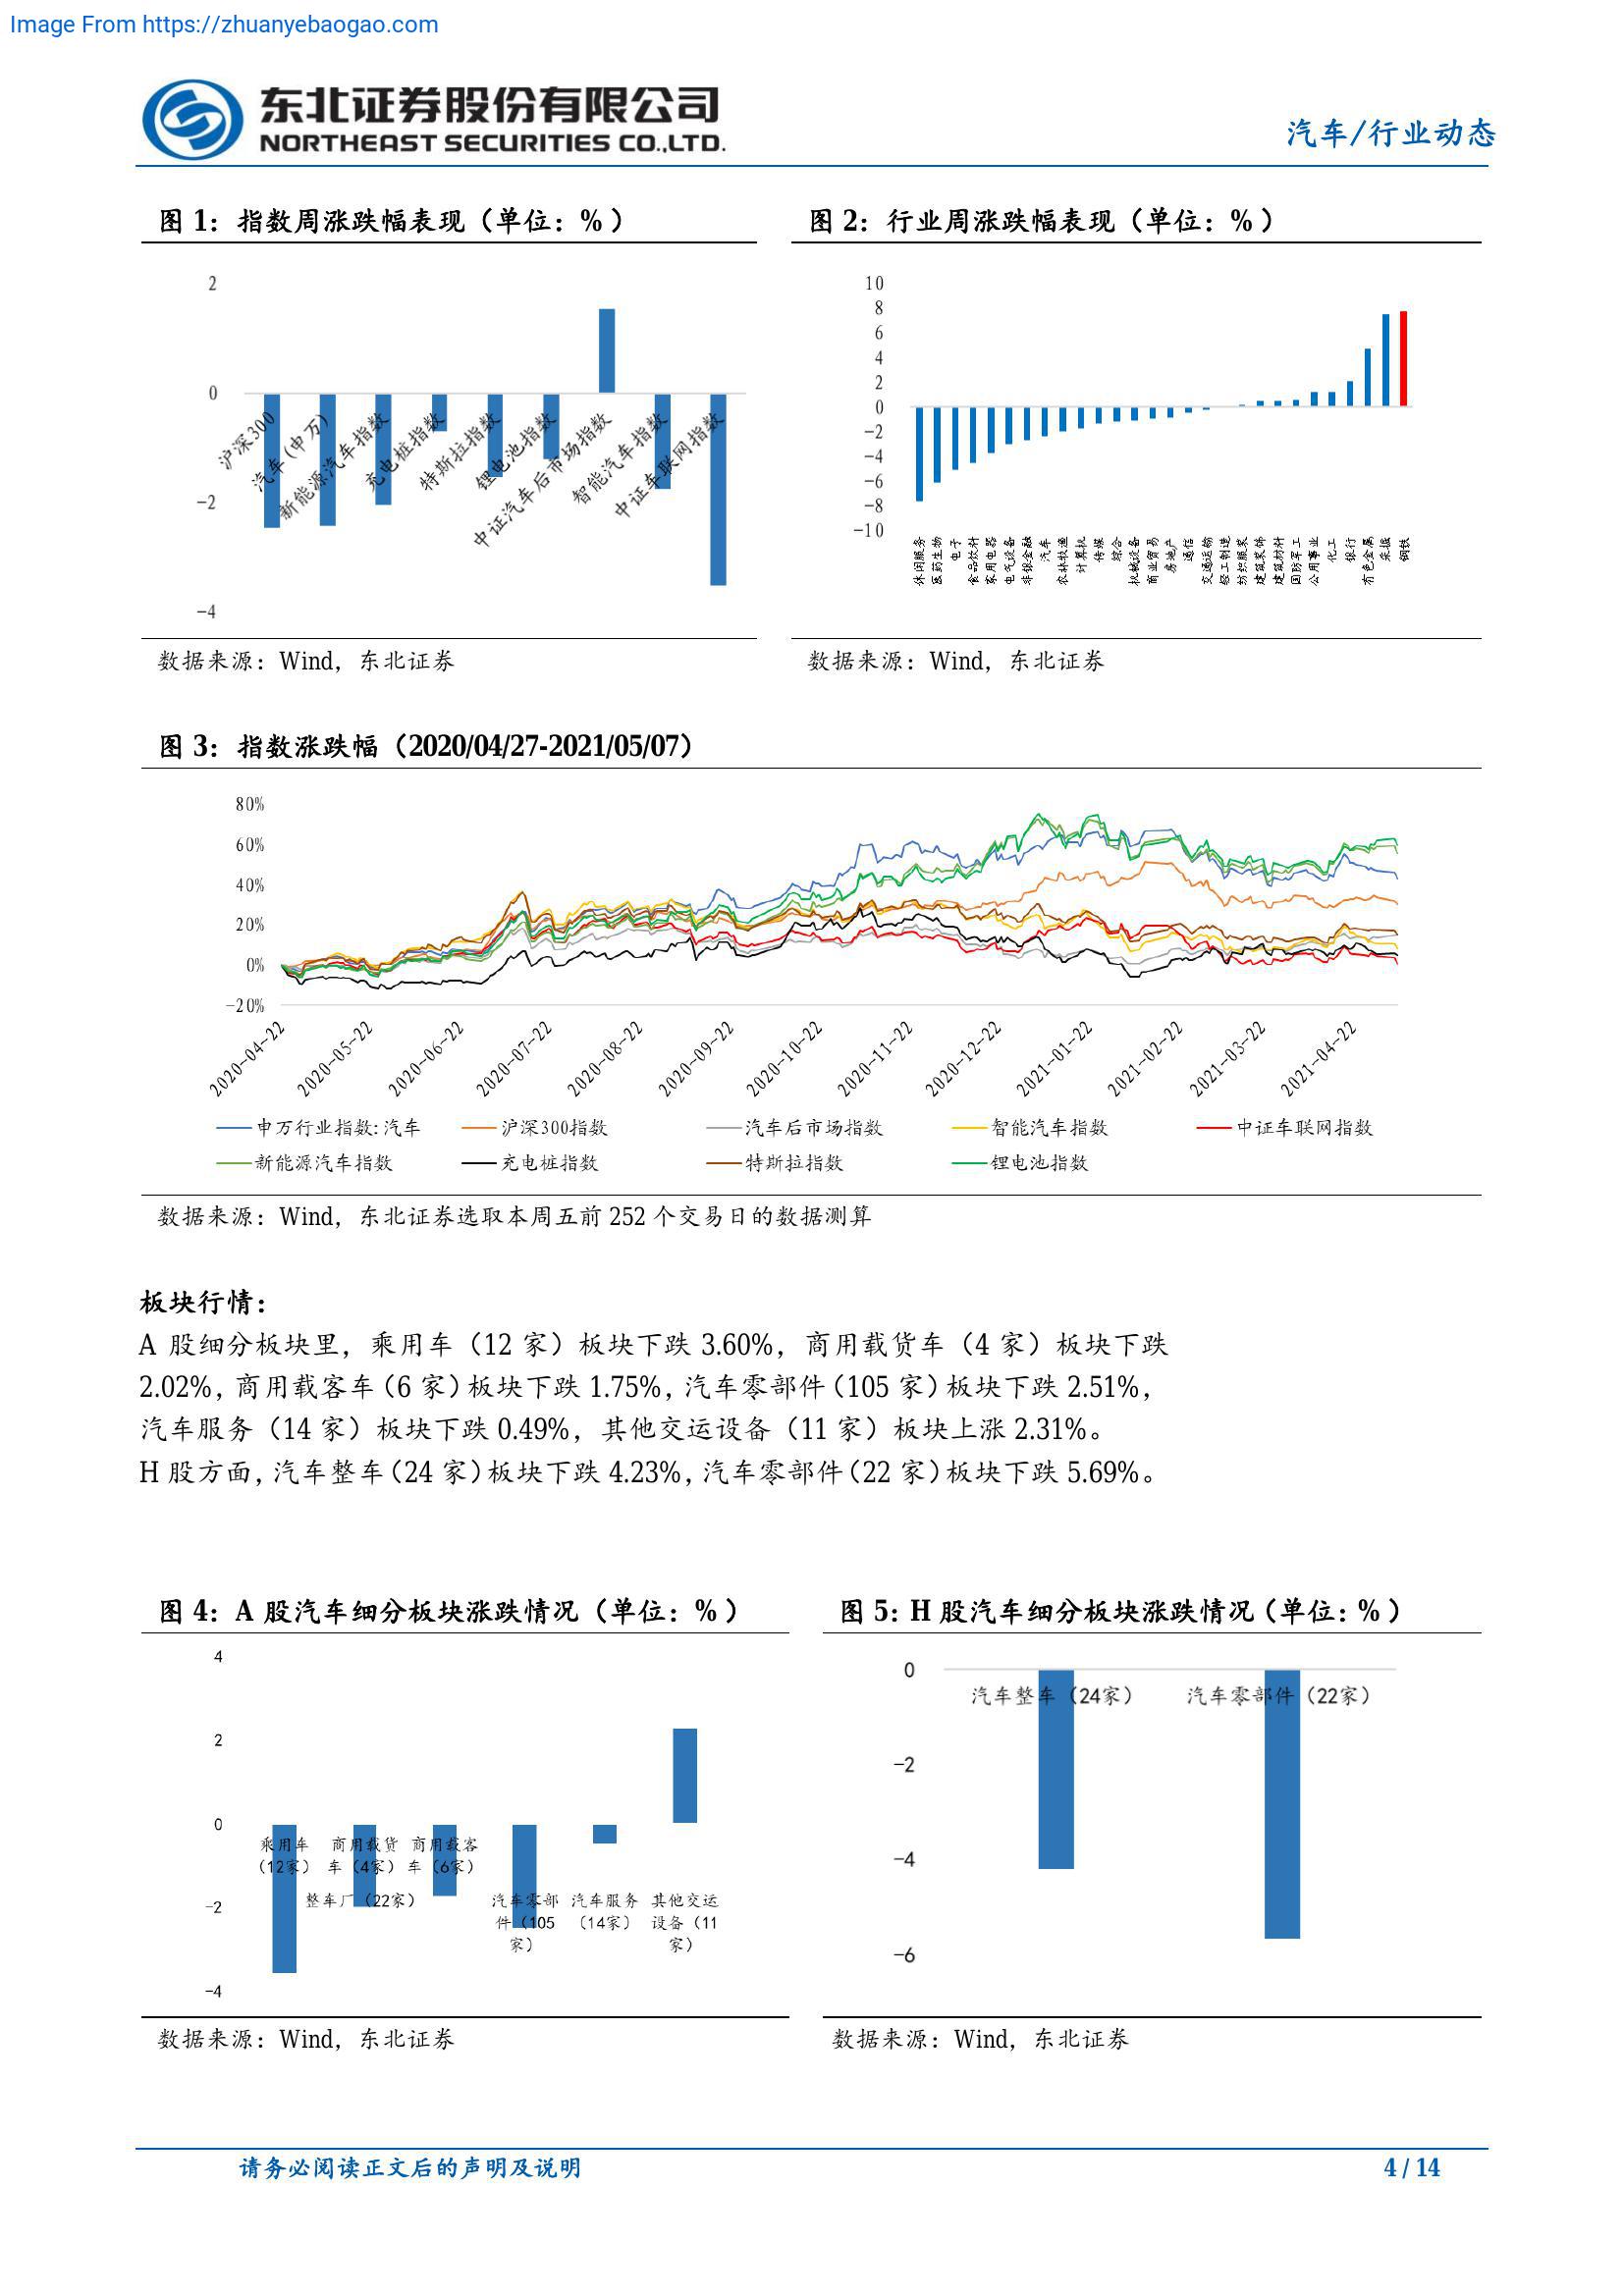 Image From https://zhuanyebaogao.com
东北证券股份有限公司
NORTHEAST SECURITIES CO.,LTD.
汽车/行业动态
图 1：指数周涨跌幅表现（单位：%）
2
0
-2
-4
沪深300
汽车(申万)
新能源汽车指数
充电桩指数
特斯拉指数
锂电池指数
中证汽车后市场指数
智能汽车指数
中证车联网指数
数据来源：Wind，东北证券
图 2：行业周涨跌幅表现（单位：%）
10
8
6
4
2
0
-2
-4
-6
-8
-10
休闲服务
医药生物
电子
食品饮料
家用电器
电气设备
非银金融
汽车
农林牧渔
计算机
传媒
综合
机械设备
商业贸易
房地产
通信
交通运输
轻工制造
纺织服装
建筑装饰
建筑材料
国防军工
公用事业
化工
银行
有色金属
采掘
钢铁
数据来源：Wind，东北证券
图 3：指数涨跌幅（2020/04/27-2021/05/07）
80%
60%
40%
20%
0%
-20%
2020-04-22
2020-05-22
2020-06-22
2020-07-22
2020-08-22
2020-09-22
2020-10-22
2020-11-22
2020-12-22
2021-01-22
2021-02-22
2021-03-22
2021-04-22
申万行业指数:汽车
沪深300指数
汽车后市场指数
智能汽车指数
中证车联网指数
新能源汽车指数
充电桩指数
特斯拉指数
锂电池指数
数据来源：Wind，东北证券选取本周五前 252 个交易日的数据测算
板块行情：
A 股细分板块里，乘用车（12 家）板块下跌 3.60%，商用载货车（4 家）板块下跌
2.02%，商用载客车（6 家）板块下跌 1.75%，汽车零部件（105 家）板块下跌 2.51%，
汽车服务（14 家）板块下跌 0.49%，其他交运设备（11 家）板块上涨 2.31%。
H 股方面，汽车整车（24 家）板块下跌 4.23%，汽车零部件（22 家）板块下跌 5.69%。
图 4：A 股汽车细分板块涨跌情况（单位：%）
4
2
0
-2
-4
乘用车
（12家）
商用载货
车（4家）
商用载客
车（6家）
整车厂（22家）
汽车零部
件（105
家）
汽车服务
（14家）
其他交运
设备（11
家）
数据来源：Wind，东北证券
图 5：H 股汽车细分板块涨跌情况（单位：%）
0
-2
-4
-6
汽车整车（24家）
汽车零部件（22家）
数据来源：Wind，东北证券
请务必阅读正文后的声明及说明
4 / 14